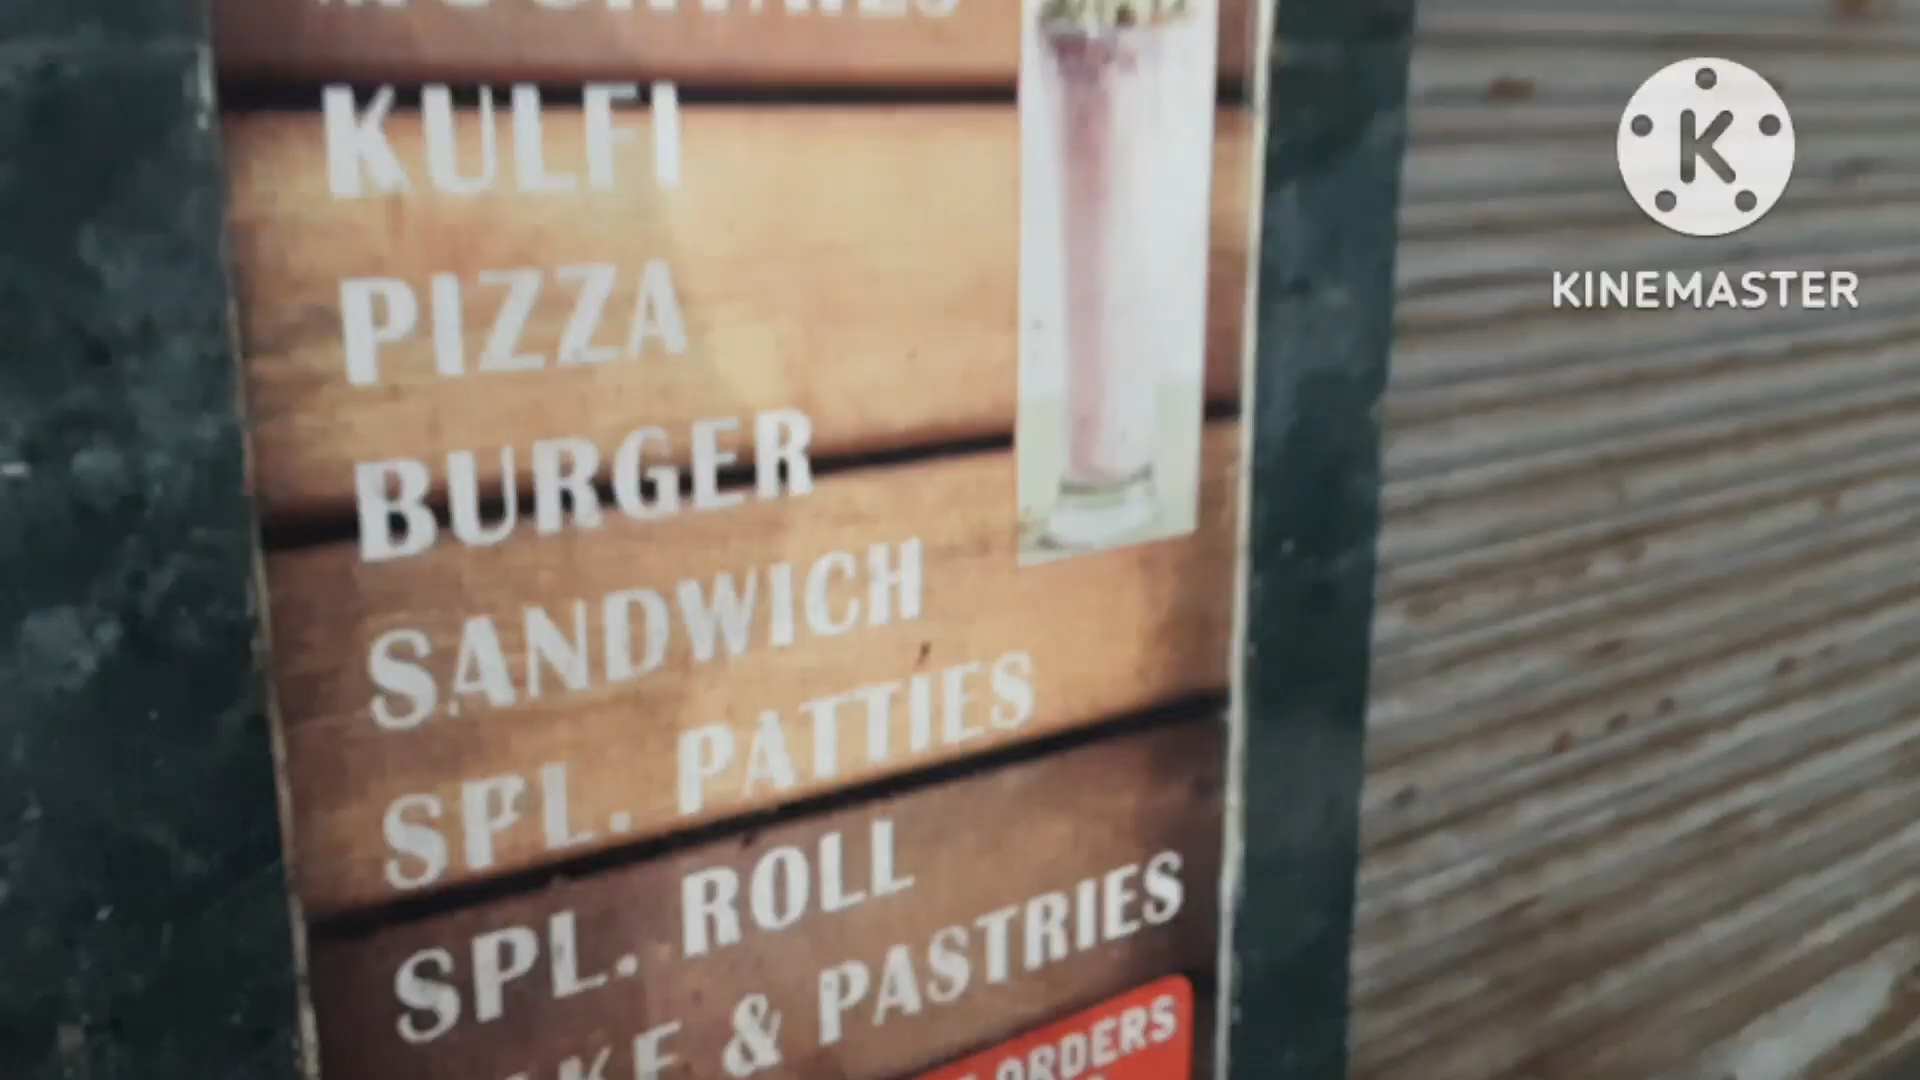 KULFI
PIZZA
BURGER
SANDWICH
SPL. PATTIES
SPL. ROLL
& PASTRIES
ORDERS
K
KINEMASTER